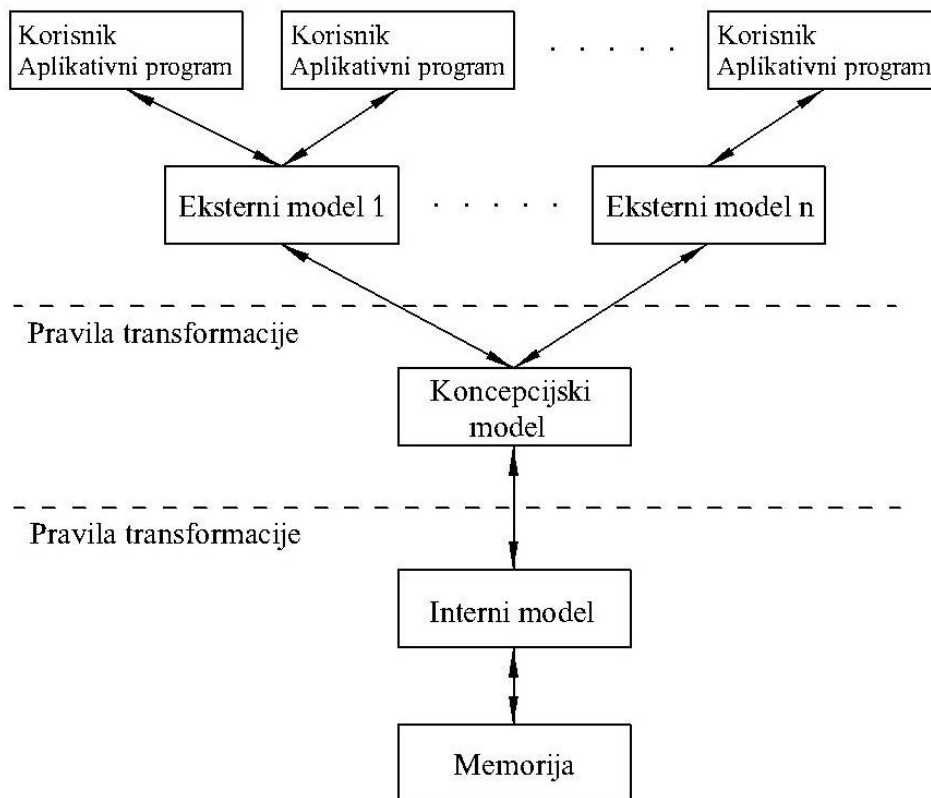 Korisnik
Aplikativni program
Korisnik
Aplikativni program
. . . . .
Korisnik
Aplikativni program
Eksterni model 1
. . . . .
Eksterni model n
Pravila transformacije
Koncepcijski
model
Pravila transformacije
Interni model
Memorija